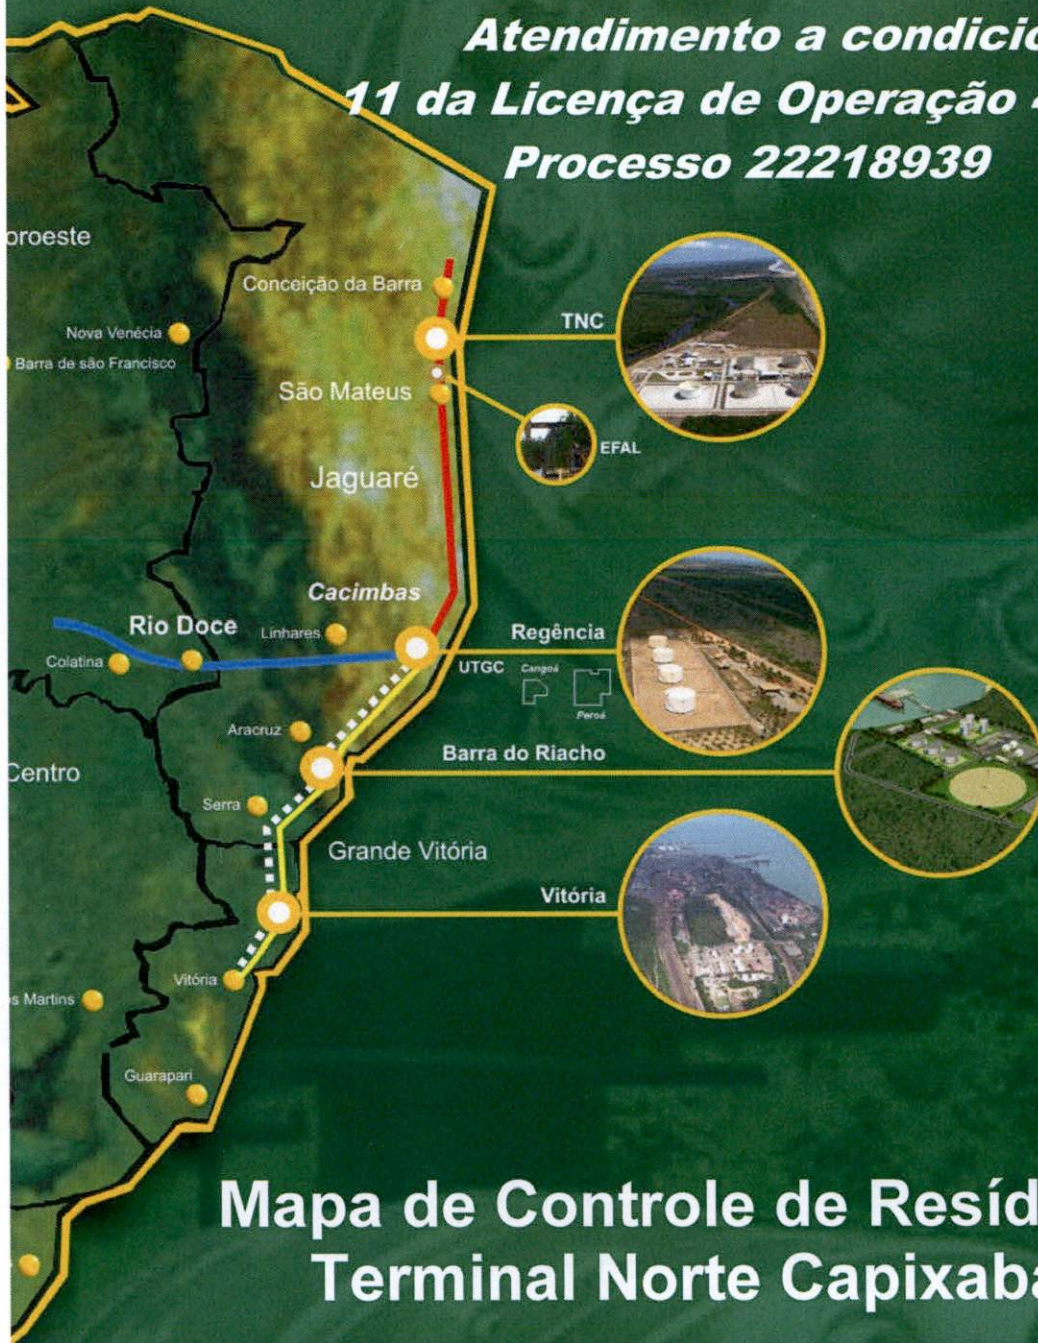 Atendimento a condicio
11 da Licença de Operação
Processo 22218939
oroeste
Conceição da Barra
TNC
Nova Venécia
Barra de são Francisco
São Mateus
EFAL
Jaguaré
Cacimbas
Rio Doce
Linhares
Regência
Colatina
UTGC
Cangoá
Peroá
Aracruz
Barra do Riacho
Centro
Serra
Grande Vitória
Vitória
Vitória
os Martins
Guarapari
Mapa de Controle de Resíd
Terminal Norte Capixaba